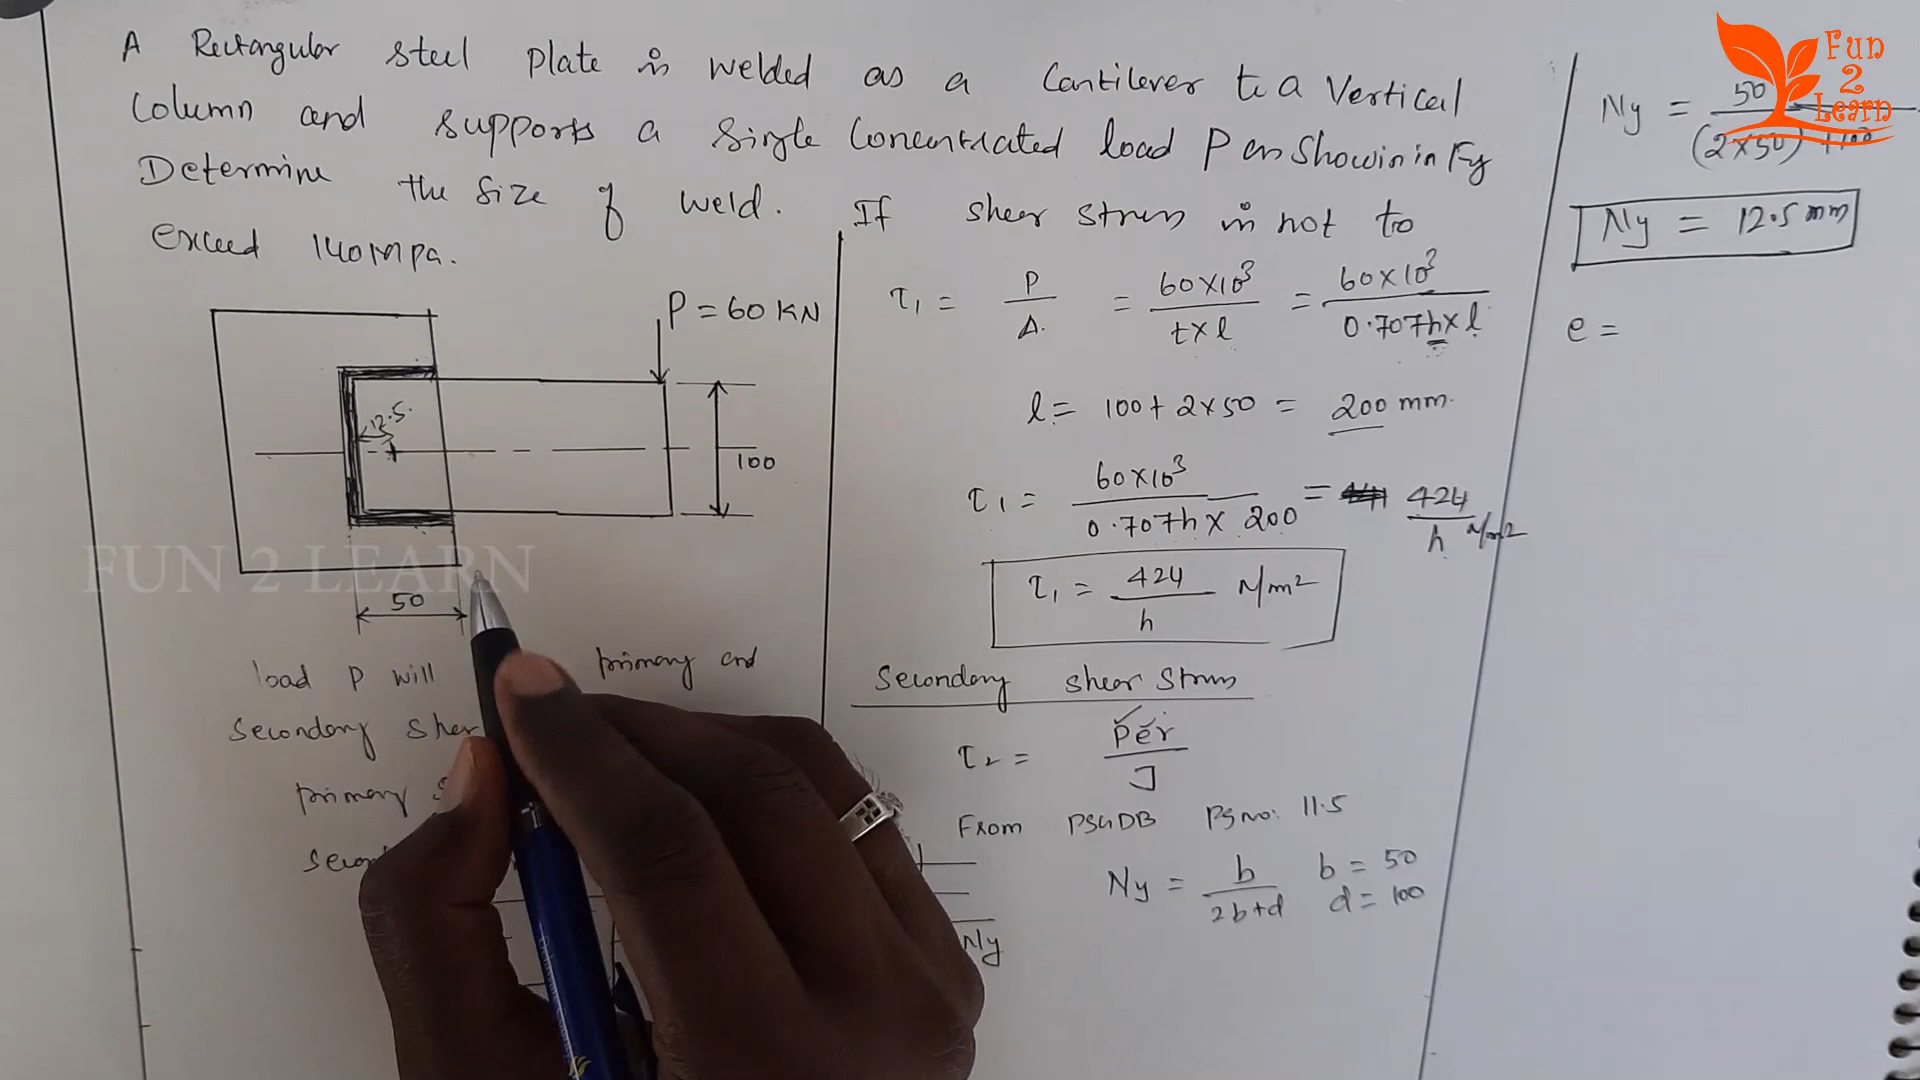 A Rectangular steel plate is welded as a Cantilever to a Vertical
Column and supports a single Concentrated load P as Shown in Fig
Determine the size of weld. If shear stress is not to
exceed 140 Mpa.
P = 60 KN
12.5.
100
50
load P will primary and
secondary shear
primary
τ₁ = P/A. = 60×10³/t×l = 60×10³/0.707h×l
l = 100 + 2×50 = 200 mm.
τ₁ = 60×10³/0.707h × 200 = 424/h N/mm2
τ₁ = 424/h N/mm2
Secondary shear stress
τ₂ = Per/J
From PSGDB Pg no: 11.5
Ny = b/2b+d b = 50
d = 100
Ny
Ny = 50/(2×50)+100
Ny = 12.5 mm
e =
Fun
2
Learn
FUN 2 LEARN